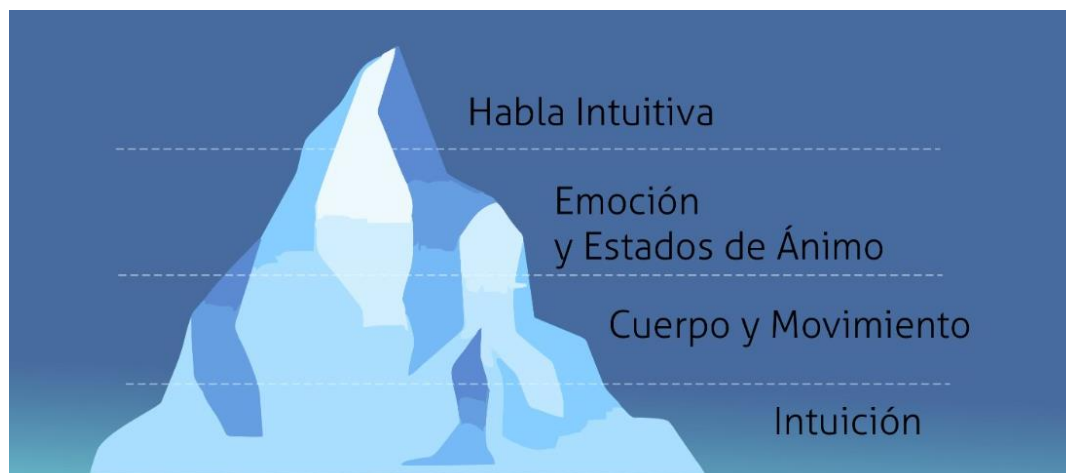 Habla Intuitiva
Emoción
y Estados de Ánimo
Cuerpo y Movimiento
Intuición